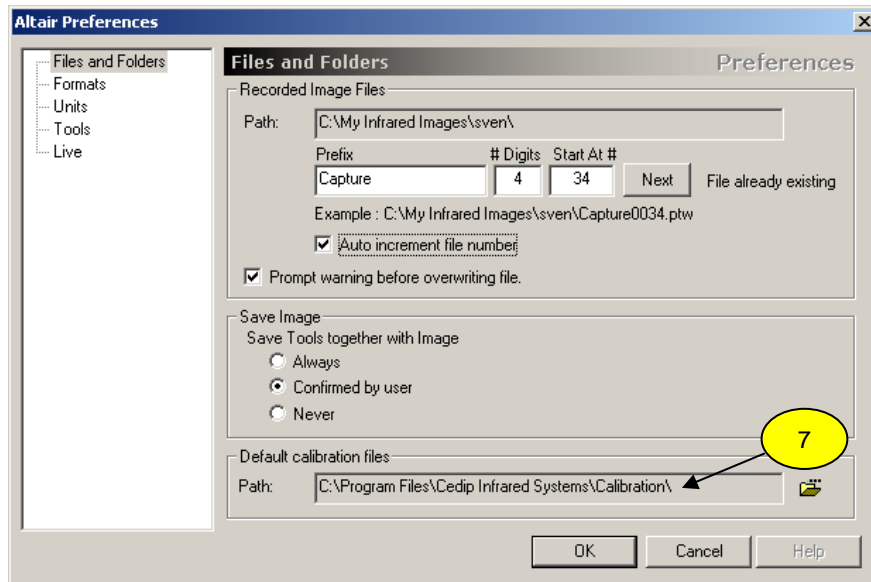 Altair Preferences
Files and Folders
Formats
Units
Tools
Live
Files and Folders Preferences
Recorded Image Files
Path: C:\My Infrared Images\sven\
Prefix # Digits Start At #
Capture 4 34 Next File already existing
Example : C:\My Infrared Images\sven\Capture0034.ptw
Auto increment file number
Prompt warning before overwriting file.
Save Image
Save Tools together with Image
Always
Confirmed by user
Never
7
Default calibration files
Path: C:\Program Files\Cedip Infrared Systems\Calibration\
OK Cancel Help